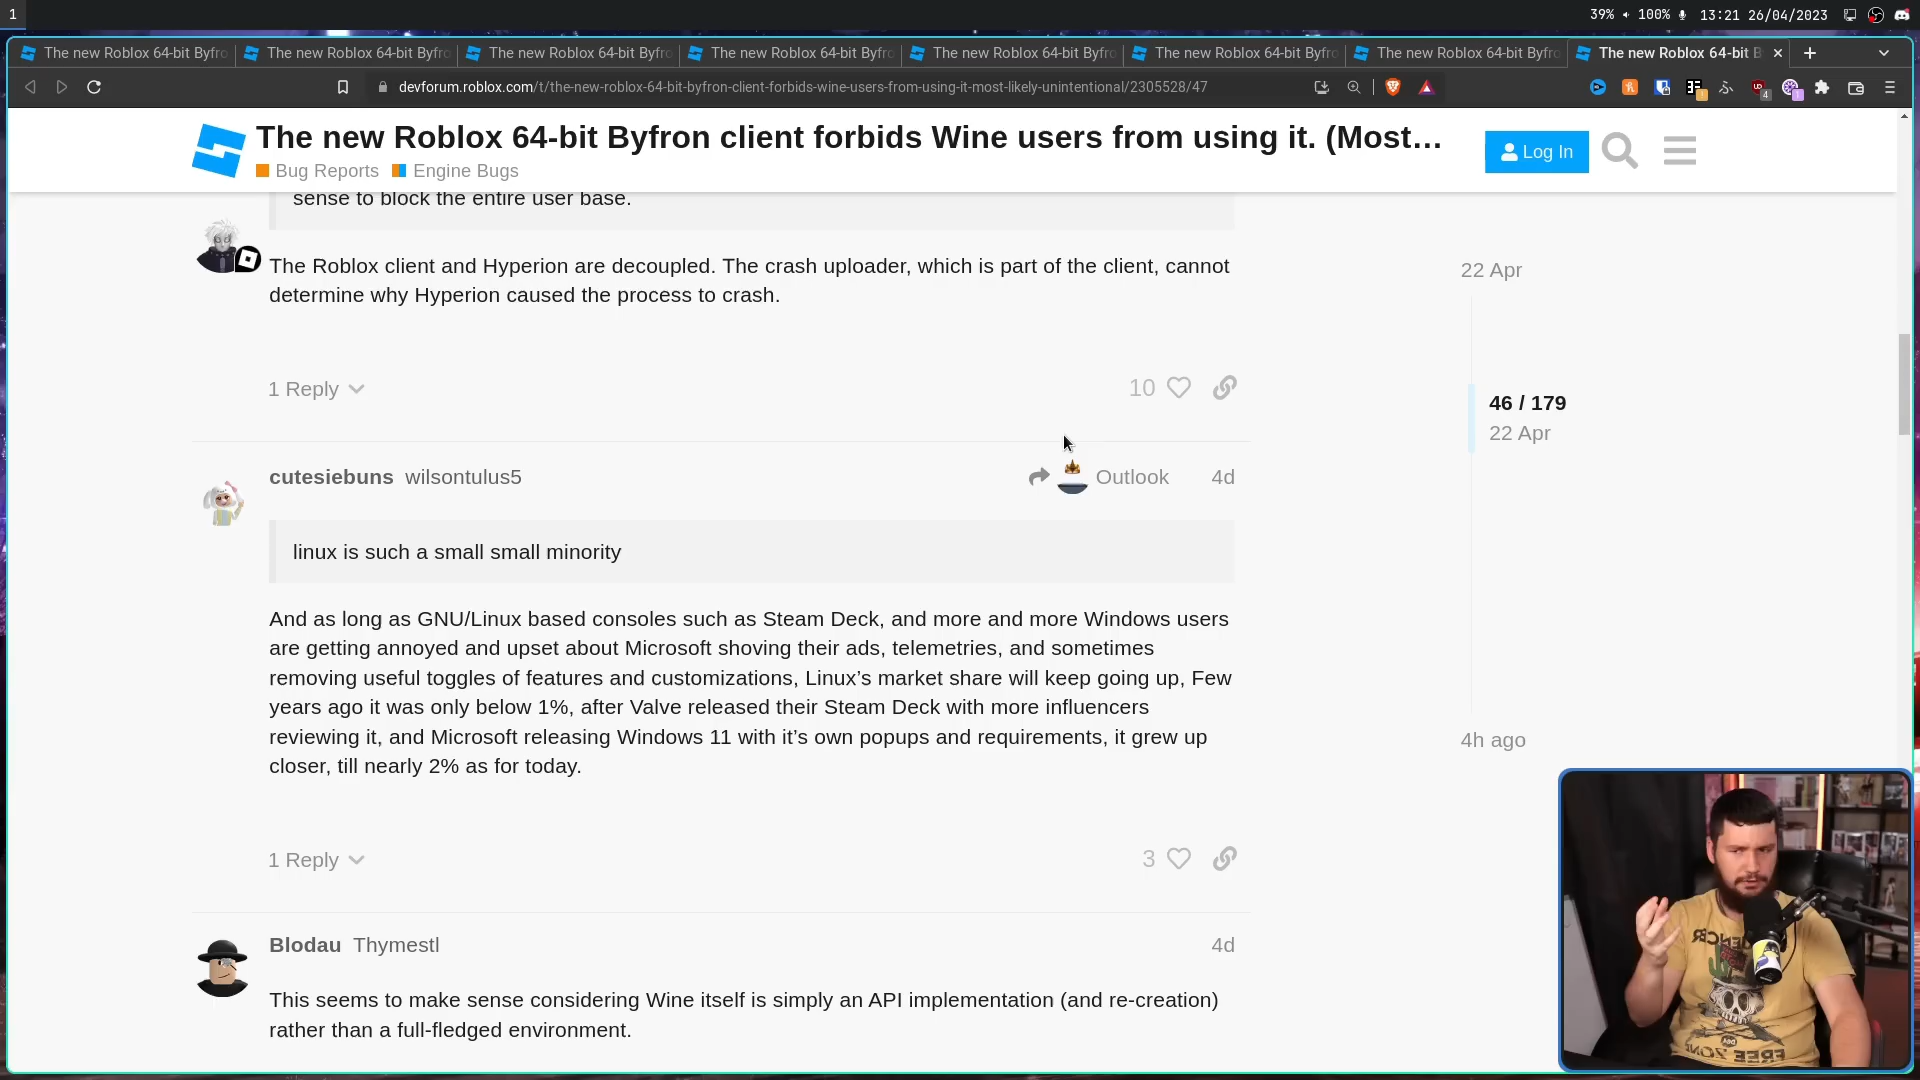 1
39%
100%
13:21 26/04/2023
The new Roblox 64-bit Byfro
The new Roblox 64-bit Byfro
The new Roblox 64-bit Byfro
The new Roblox 64-bit Byfro
The new Roblox 64-bit Byfro
The new Roblox 64-bit Byfro
The new Roblox 64-bit Byfro
The new Roblox 64-bit B
devforum.roblox.com/t/the-new-roblox-64-bit-byfron-client-forbids-wine-users-from-using-it-most-likely-unintentional/2305528/47
4
1
The new Roblox 64-bit Byfron client forbids Wine users from using it. (Most...
Bug Reports
Engine Bugs
Log In
sense to block the entire user base.
The Roblox client and Hyperion are decoupled. The crash uploader, which is part of the client, cannot
determine why Hyperion caused the process to crash.
1 Reply
10
cutesiebuns wilsontulus5
Outlook
4d
linux is such a small small minority
And as long as GNU/Linux based consoles such as Steam Deck, and more and more Windows users
are getting annoyed and upset about Microsoft shoving their ads, telemetries, and sometimes
removing useful toggles of features and customizations, Linux’s market share will keep going up, Few
years ago it was only below 1%, after Valve released their Steam Deck with more influencers
reviewing it, and Microsoft releasing Windows 11 with it’s own popups and requirements, it grew up
closer, till nearly 2% as for today.
1 Reply
3
Blodau Thymestl
4d
This seems to make sense considering Wine itself is simply an API implementation (and re-creation)
rather than a full-fledged environment.
22 Apr
46 / 179
22 Apr
4h ago
FREE ZONE